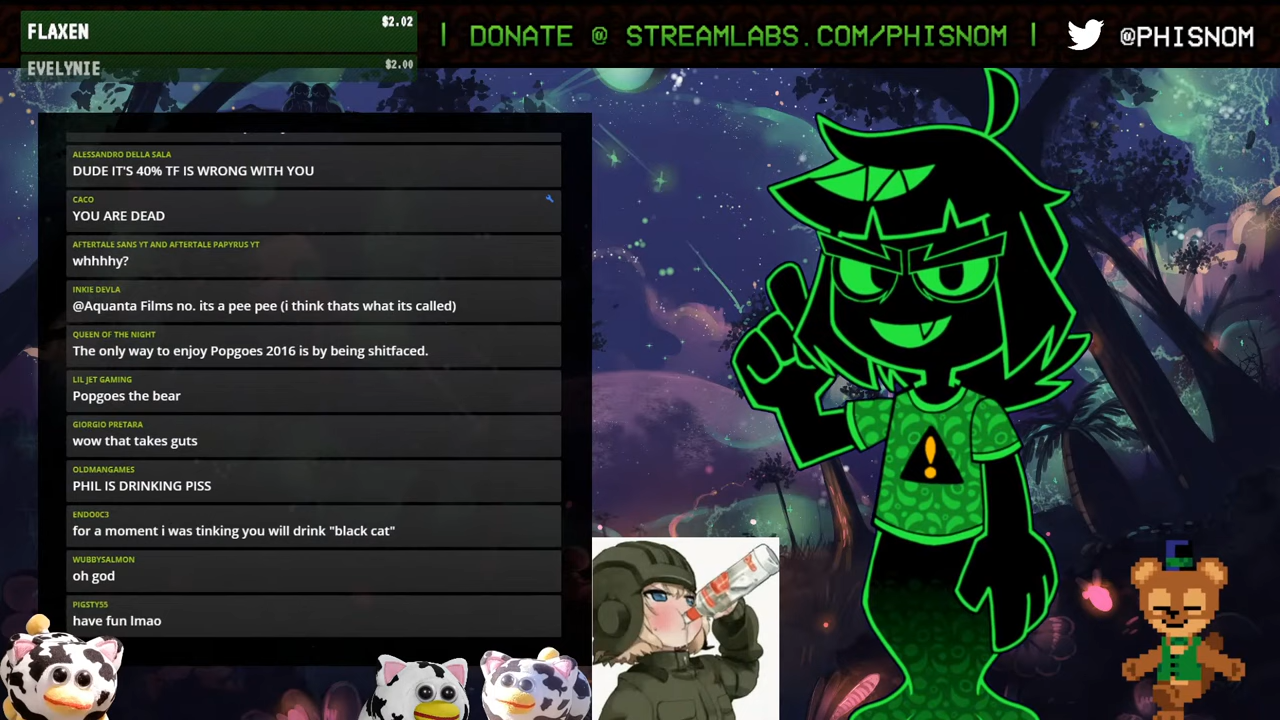 FLAXEN $2.02
EVELYNIE $2.00
| DONATE @ STREAMLABS.COM/PHISNOM | @PHISNOM
ALESSANDRO DELLA SALA
DUDE IT'S 40% TF IS WRONG WITH YOU
CACO
YOU ARE DEAD
AFTERTALE SANS YT AND AFTERTALE PAPYRUS YT
whhhhy?
INKIE DEVLA
@Aquanta Films no. its a pee pee (i think thats what its called)
QUEEN OF THE NIGHT
The only way to enjoy Popgoes 2016 is by being shitfaced.
LIL JET GAMING
Popgoes the bear
GIORGIO PRETARA
wow that takes guts
OLDMANGAMES
PHIL IS DRINKING PISS
ENDO0C3
for a moment i was tinking you will drink "black cat"
WUBBYSALMON
oh god
PIGSTY55
have fun lmao
!